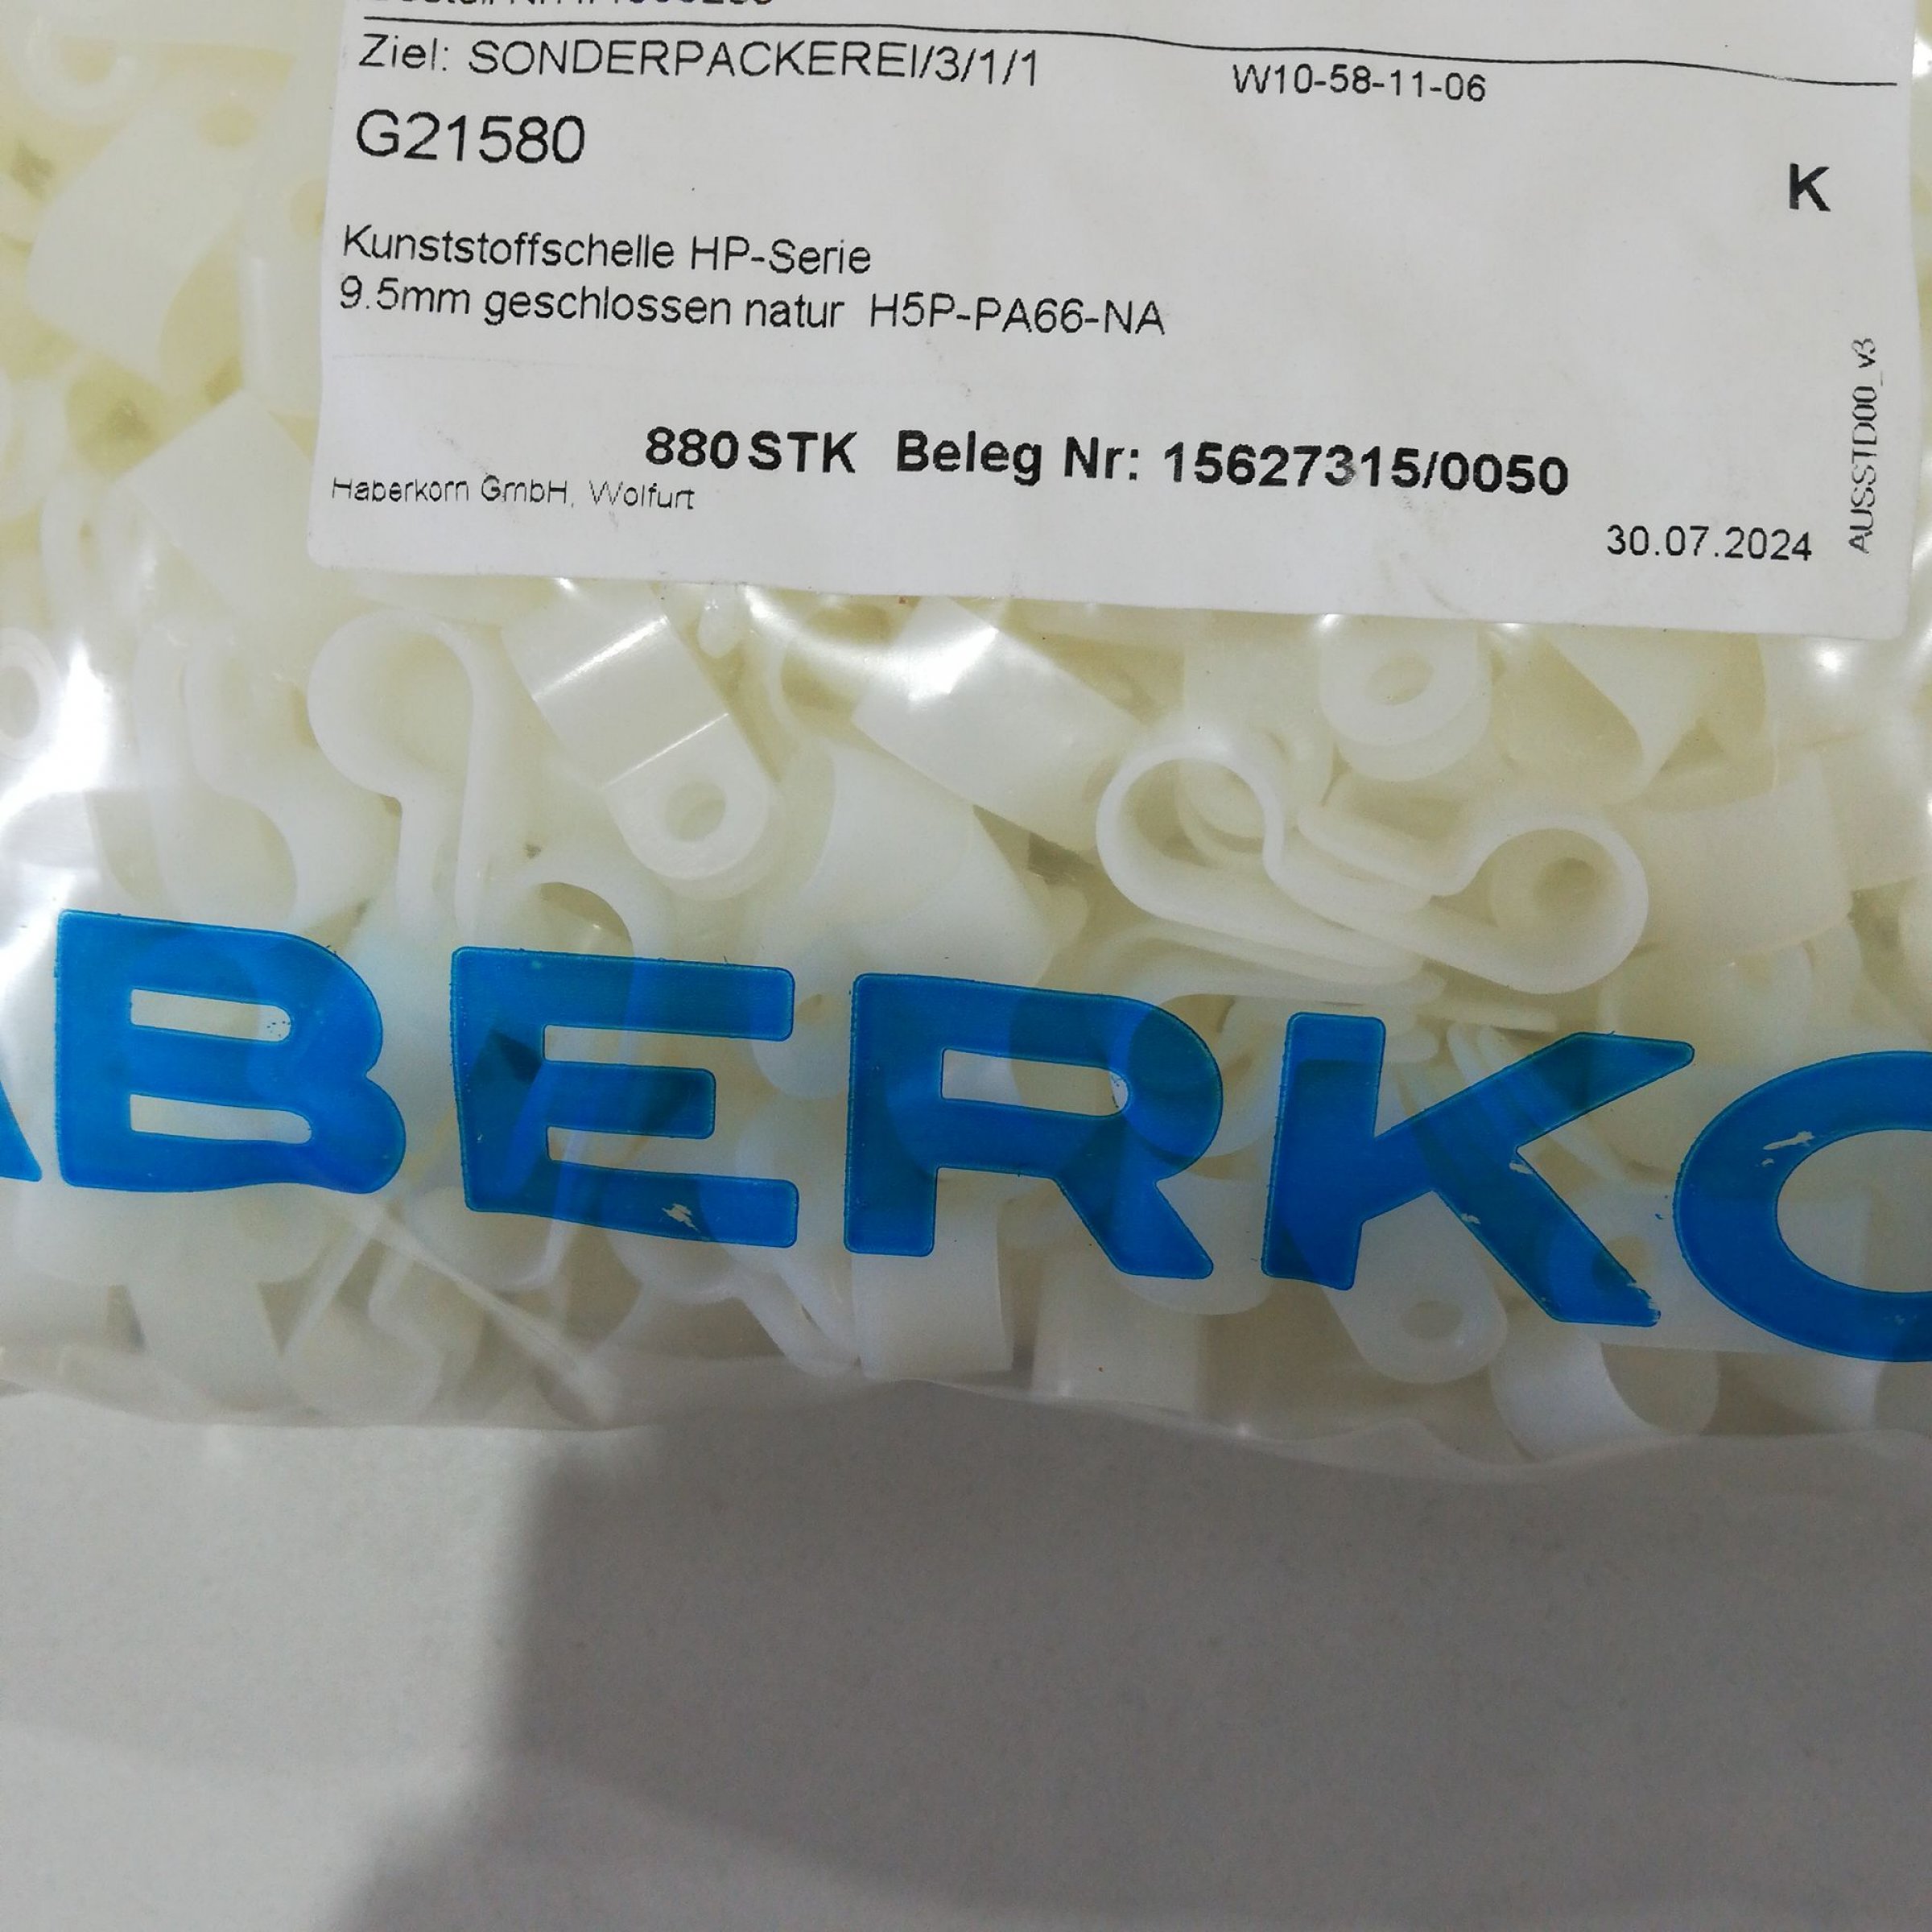 Ziel: SONDERPACKEREI/3/1/1 W10-58-11-06
G21580
K
Kunststoffschelle HP-Serie
9.5mm geschlossen natur H5P-PA66-NA
880 STK Beleg Nr: 15627315/0050
Haberkorn GmbH, Wolfurt
30.07.2024
AUSSTD00_v3
ABERKO